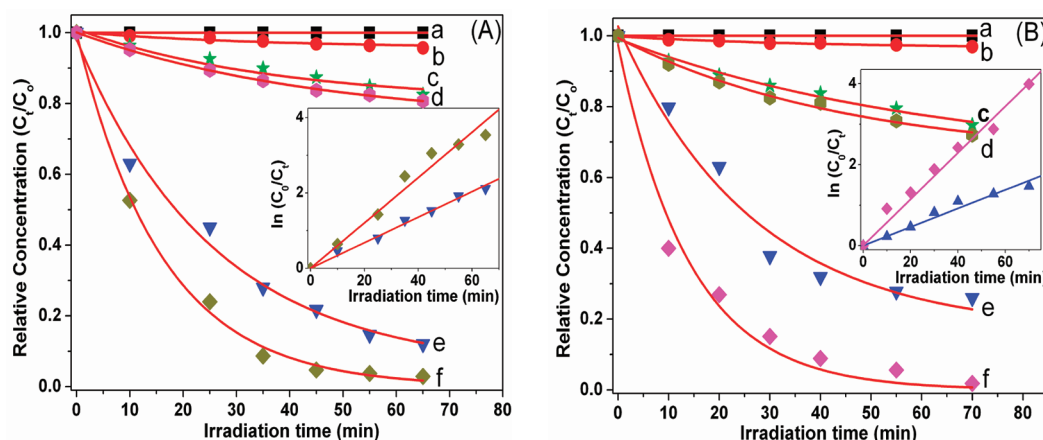 (A)
Relative Concentration (Ct/Co)
1.0
0.8
0.6
0.4
0.2
0.0
0 10 20 30 40 50 60 70 80
Irradiation time (min)
a
b
c
d
e
f
ln (C0/Ct)
4
2
0
0 20 40 60
Irradiation time (min)
(B)
Relative Concentration (Ct/Co)
1.0
0.8
0.6
0.4
0.2
0.0
0 10 20 30 40 50 60 70 80
Irradiation time (min)
a
b
c
d
e
f
ln (C0/Ct)
4
2
0
0 20 40 60
Irradiation time (min)